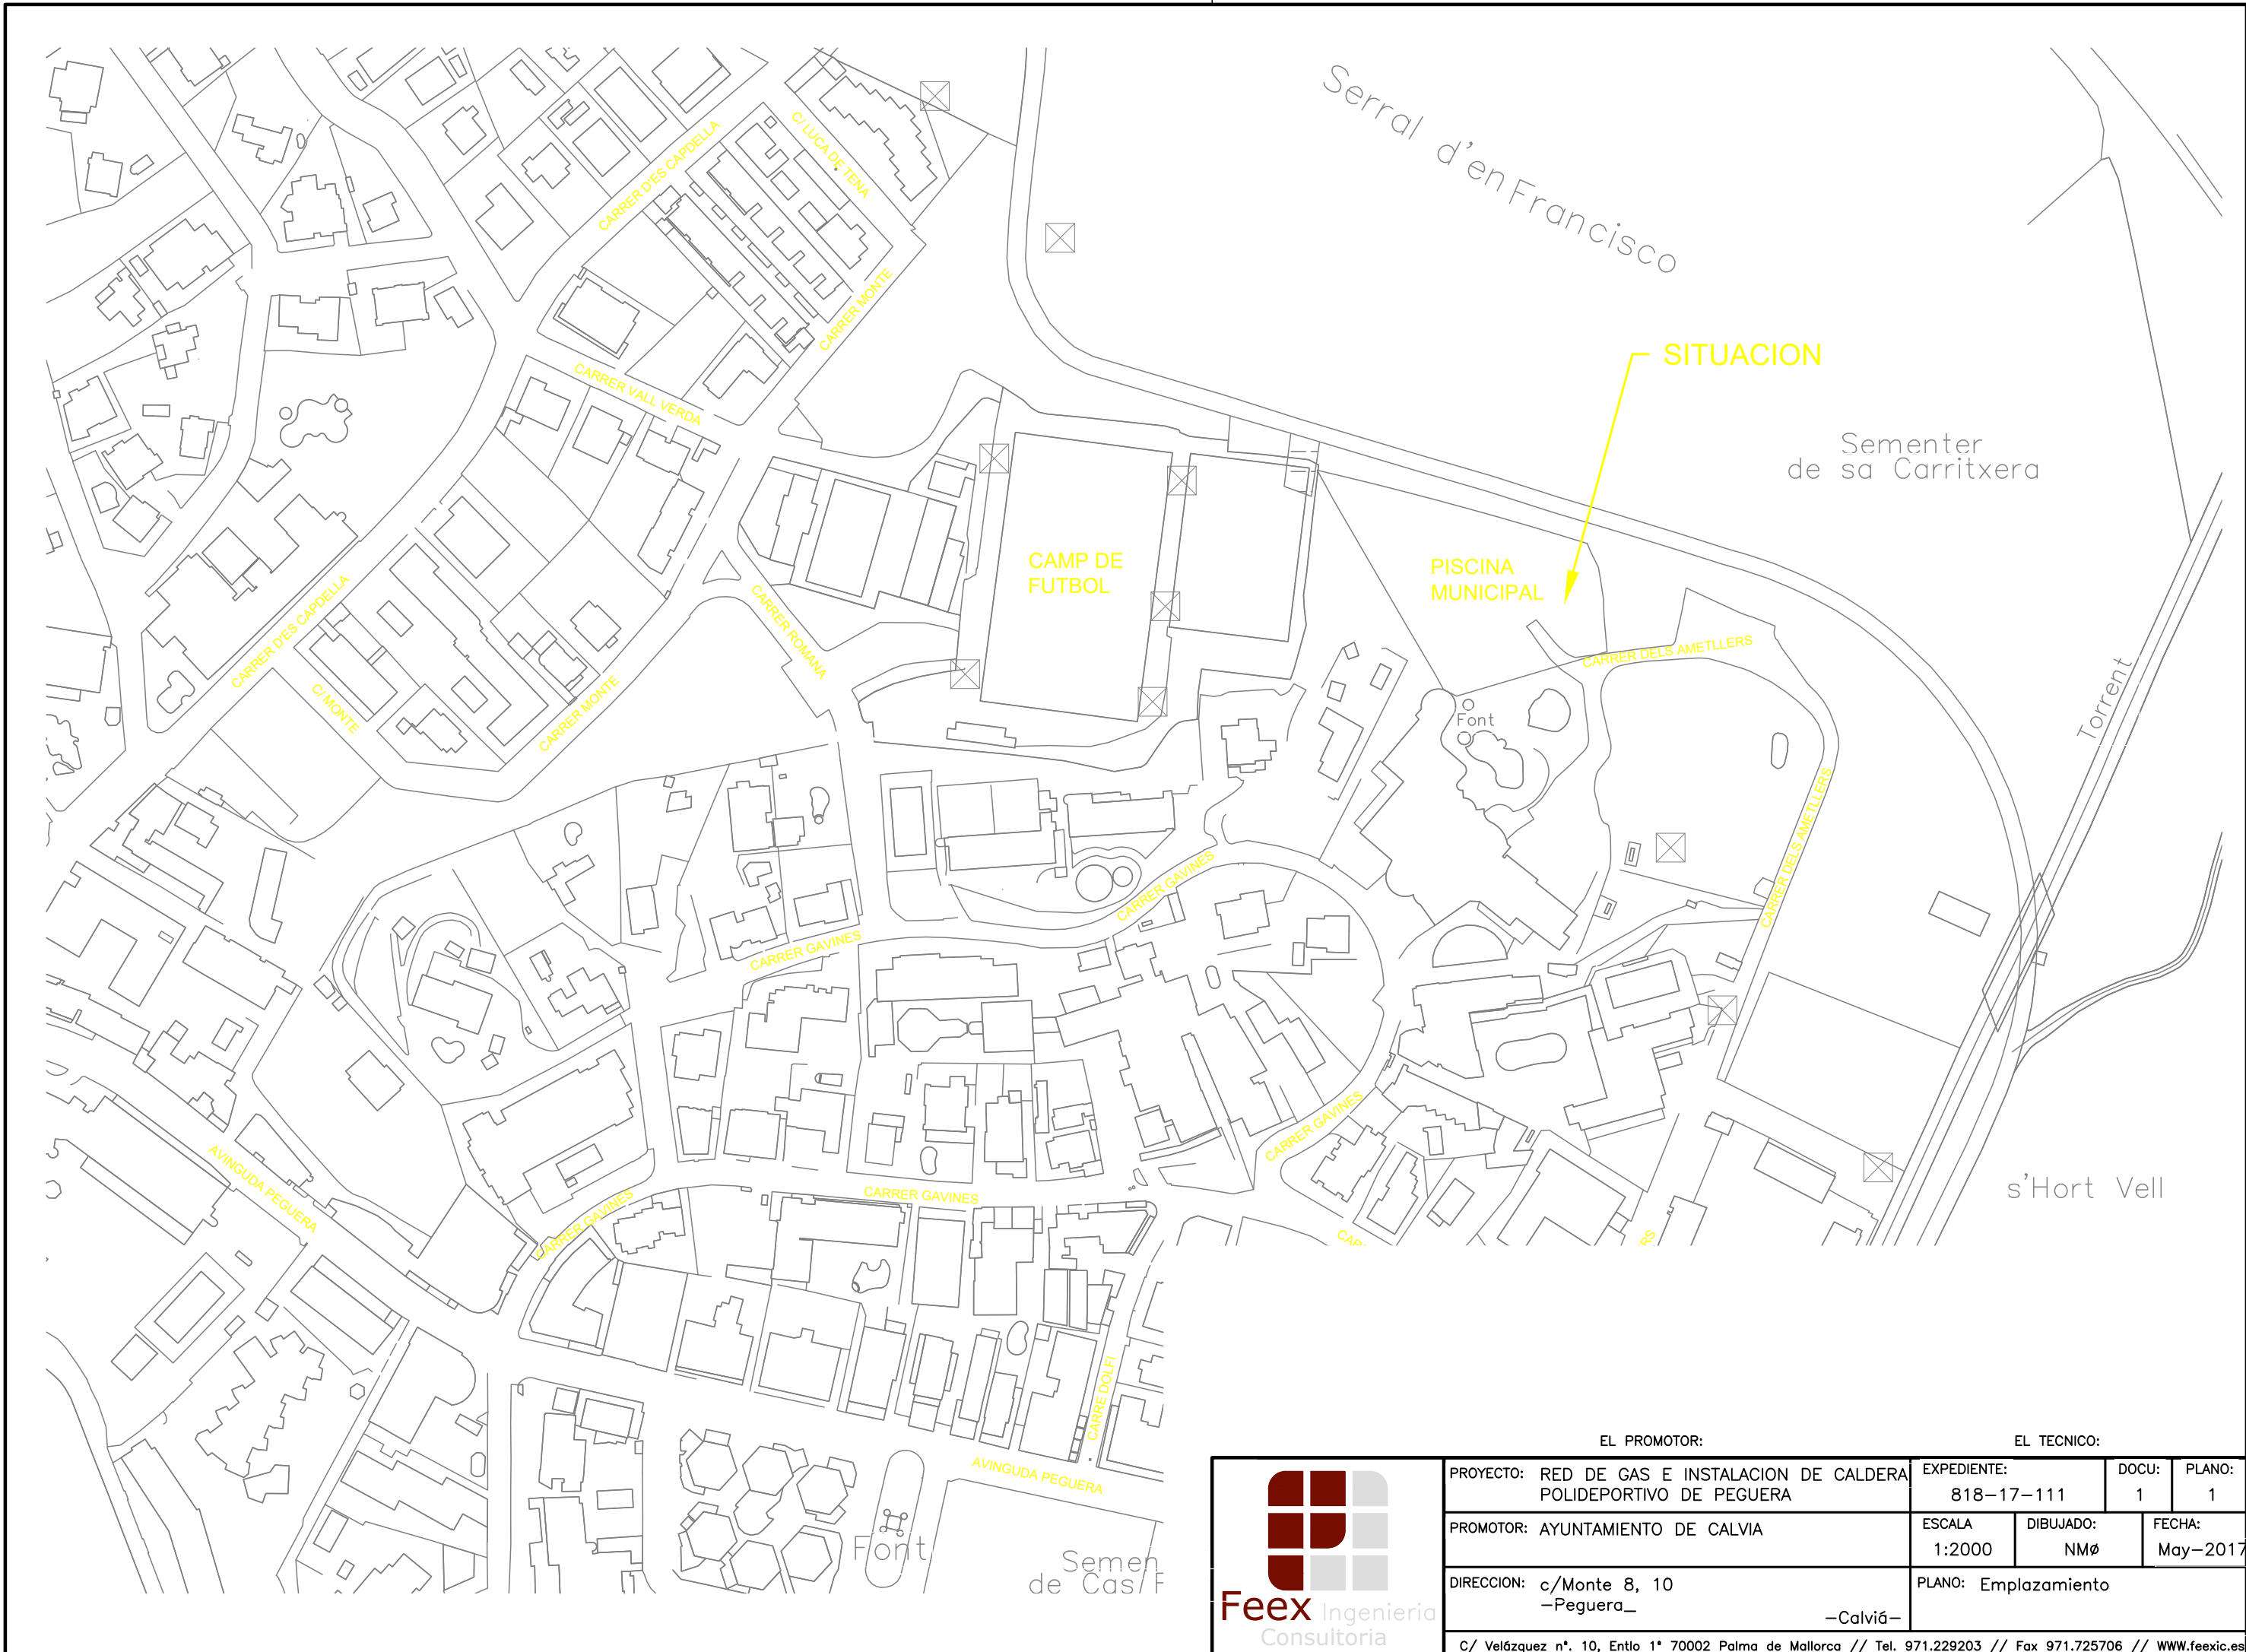 Serral d'en Francisco
C/ LUCA DE TENA
CARRER D'ES CAPDELLA
CARRER MONTE
SITUACION
CARRER VALL VERDA
Sementer
de sa Carritxera
CAMP DE
FUTBOL
PISCINA
MUNICIPAL
CARRER D'ES CAPDELLA
CARRER ROMANA
C/ MONTE
CARRER MONTE
CARRER DELS AMETLLERS
Torrent
Font
CARRER DELS AMETLLERS
CARRER GAVINES
CARRER GAVINES
CARRER GAVINES
AVINGUDA PEGUERA
CARRER GAVINES
CARRER GAVINES
s'Hort Vell
CARRE DOLFI
AVINGUDA PEGUERA
Font
Semen
de Cas
EL PROMOTOR:
EL TECNICO:
PROYECTO: RED DE GAS E INSTALACION DE CALDERA
POLIDEPORTIVO DE PEGUERA
EXPEDIENTE:
818-17-111
DOCU:
1
PLANO:
1
PROMOTOR: AYUNTAMIENTO DE CALVIA
ESCALA
1:2000
DIBUJADO:
NMø
FECHA:
May-2017
DIRECCION: c/Monte 8, 10
-Peguera_
-Calviá-
PLANO: Emplazamiento
Feex Ingenieria
Consultoria
C/ Velázquez nº. 10, Entlo 1ª 70002 Palma de Mallorca // Tel. 971.229203 // Fax 971.725706 // WWW.feexic.es